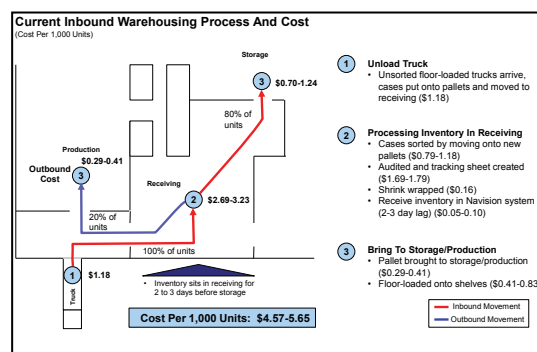 Current Inbound Warehousing Process And Cost
(Cost Per 1,000 Units)
Storage
3
$0.70-1.24
80% of
units
Production
$0.29-0.41
Outbound
Cost
3
Receiving
2
$2.69-3.23
20% of
units
100% of units
1
$1.18
Truck
• Inventory sits in receiving for
2 to 3 days before storage
Cost Per 1,000 Units: $4.57-5.65
1
Unload Truck
• Unsorted floor-loaded trucks arrive,
cases put onto pallets and moved to
receiving ($1.18)
2
Processing Inventory In Receiving
• Cases sorted by moving onto new
pallets ($0.79-1.18)
• Audited and tracking sheet created
($1.69-1.79)
• Shrink wrapped ($0.16)
• Receive inventory in Navision system
(2-3 day lag) ($0.05-0.10)
3
Bring To Storage/Production
• Pallet brought to storage/production
($0.29-0.41)
• Floor-loaded onto shelves ($0.41-0.83
Inbound Movement
Outbound Movement